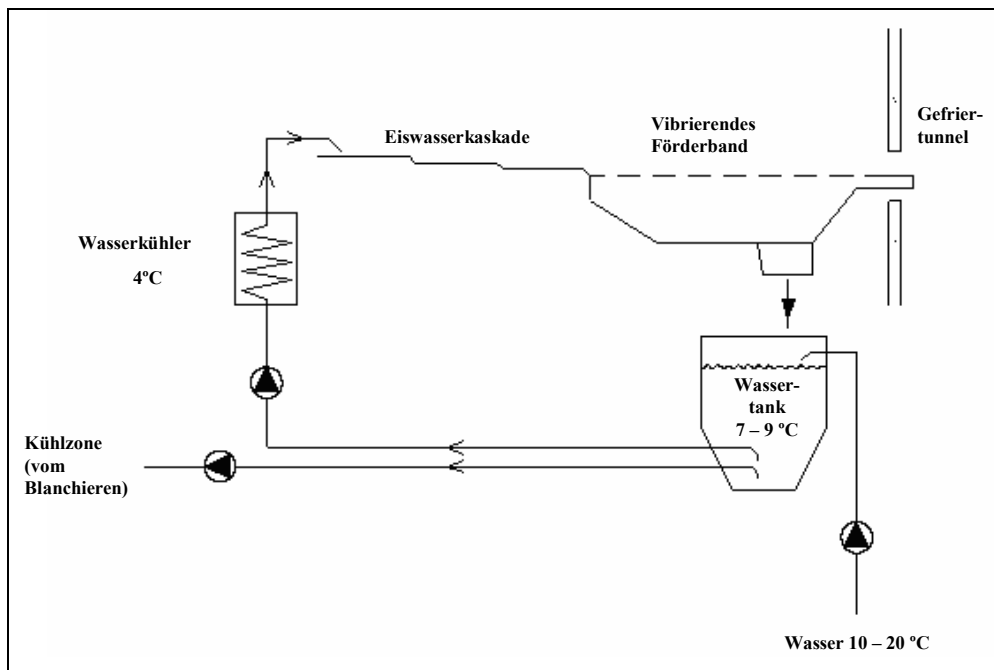 Eiswasserkaskade
Vibrierendes
Förderband
Gefrier-
tunnel
Wasserkühler
4ºC
Wasser-
tank
7 – 9 ºC
Kühlzone
(vom
Blanchieren)
Wasser 10 – 20 ºC